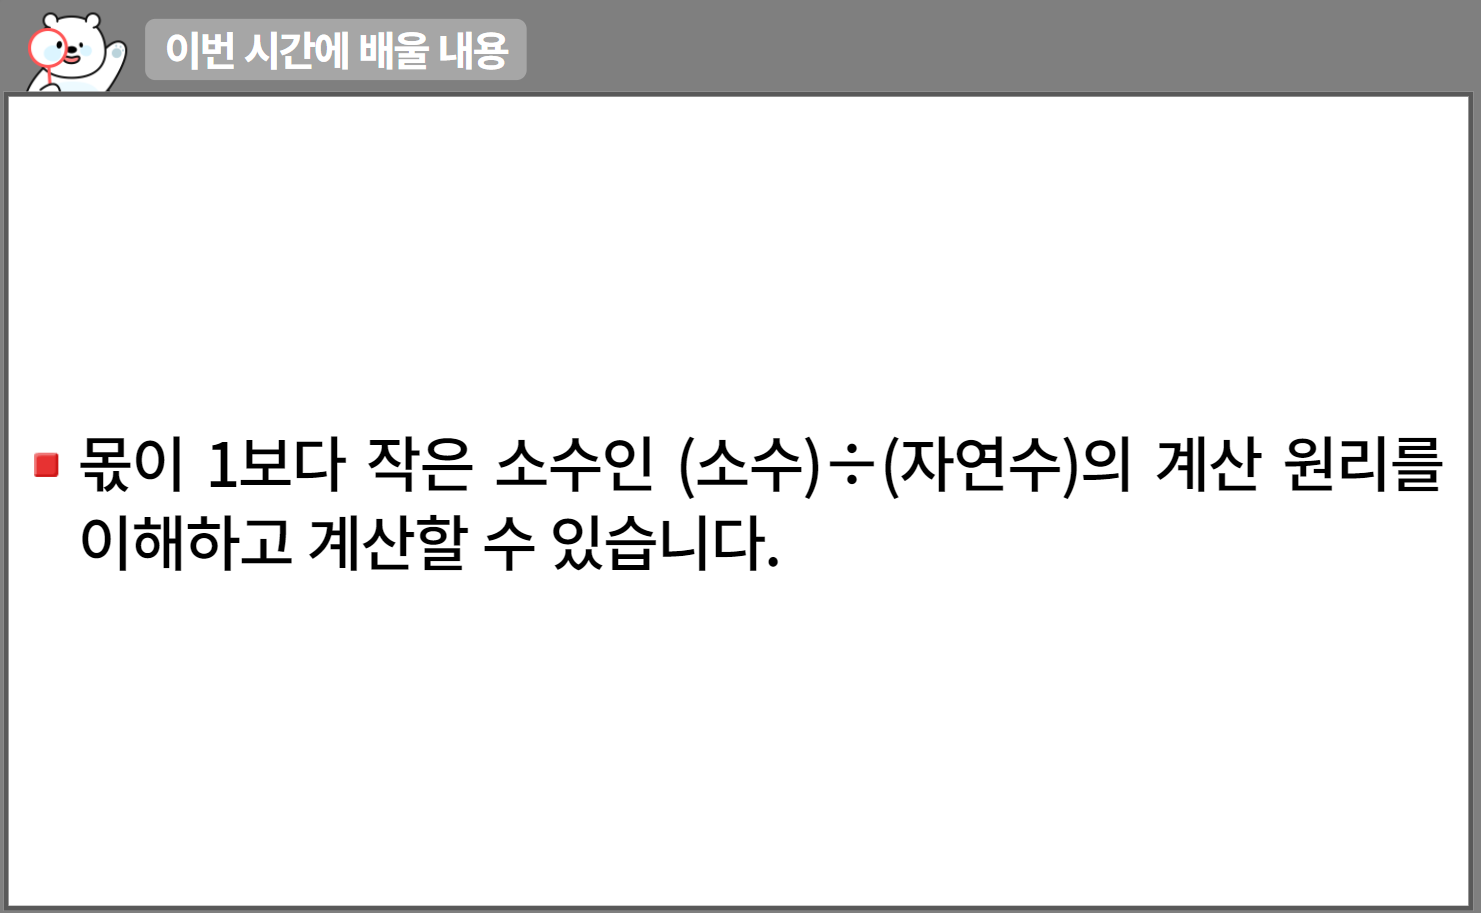 이번 시간에 배울 내용
몫이 1보다 작은 소수인 (소수)÷(자연수)의 계산 원리를
이해하고 계산할 수 있습니다.